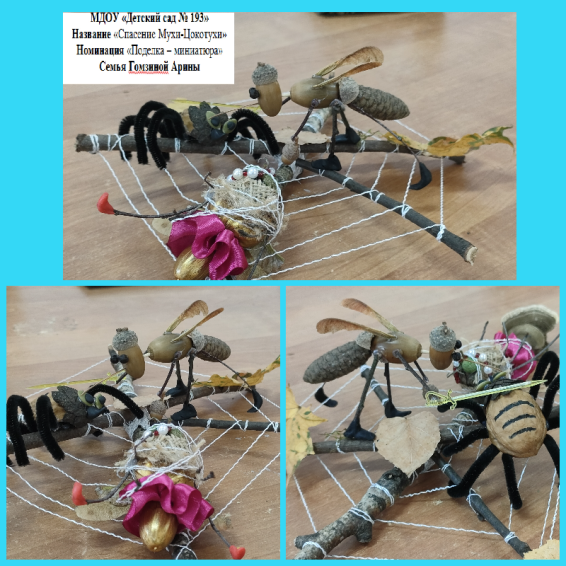 МДОУ «Детский сад № 193»
Название «Спасение Мухи-Цокотухи»
Номинация «Поделка – миниатюра»
Семья Гомзиной Арины